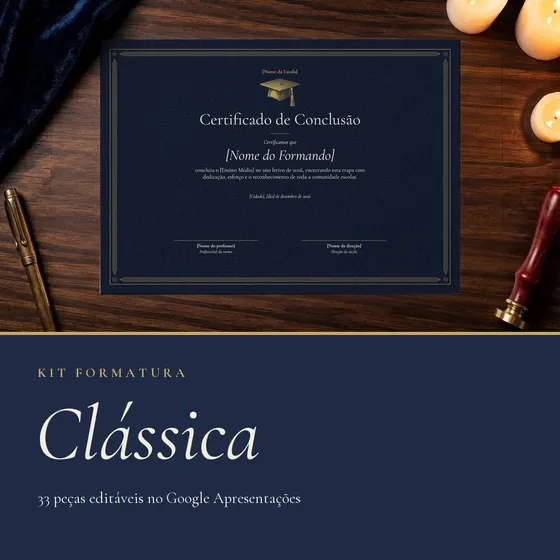 [Nome da Escola]
Certificado de Conclusão
Certificamos que
[Nome do Formando]
concluiu o [Ensino Médio] no ano letivo de 2026, encerrando esta etapa com
dedicação, esforço e o reconhecimento de toda a comunidade escolar.
[Cidade], [dia] de dezembro de 2026
[Nome do professor] [Nome da direção]
Professor(a) da turma Direção da escola
KIT FORMATURA
Clássica
33 peças editáveis no Google Apresentações